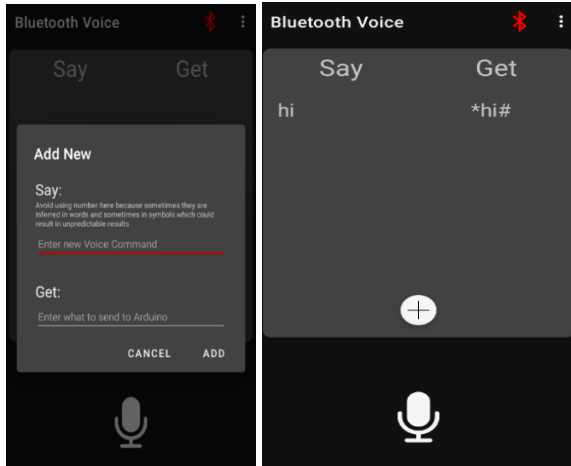 Bluetooth Voice
Say Get
Add New
Say:
Avoid using number here because sometimes they are
inferred in words and sometimes in symbols which could
result in unpredictable results
Enter new Voice Command
Get:
Enter what to send to Arduino
CANCEL ADD
Bluetooth Voice
Say Get
hi *hi#